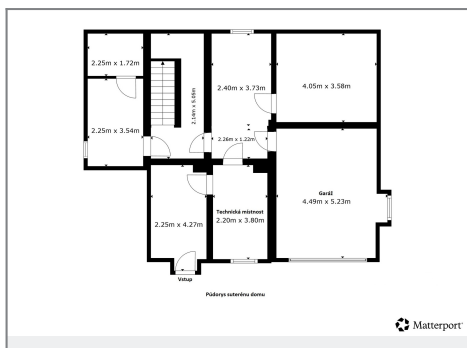 2.25m x 1.72m
2.40m x 3.73m
4.05m x 3.58m
2.14m x 5.05m
2.25m x 3.54m
2.26m x 1.22m
Garáž
4.49m x 5.23m
2.25m x 4.27m
Technická místnost
2.20m x 3.80m
Vstup
Půdorys suterénu domu
Matterport